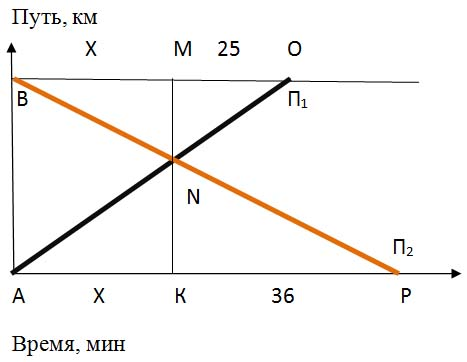 Путь, км
X M 25 O
B П1
N
П2
A X К 36 P
Время, мин